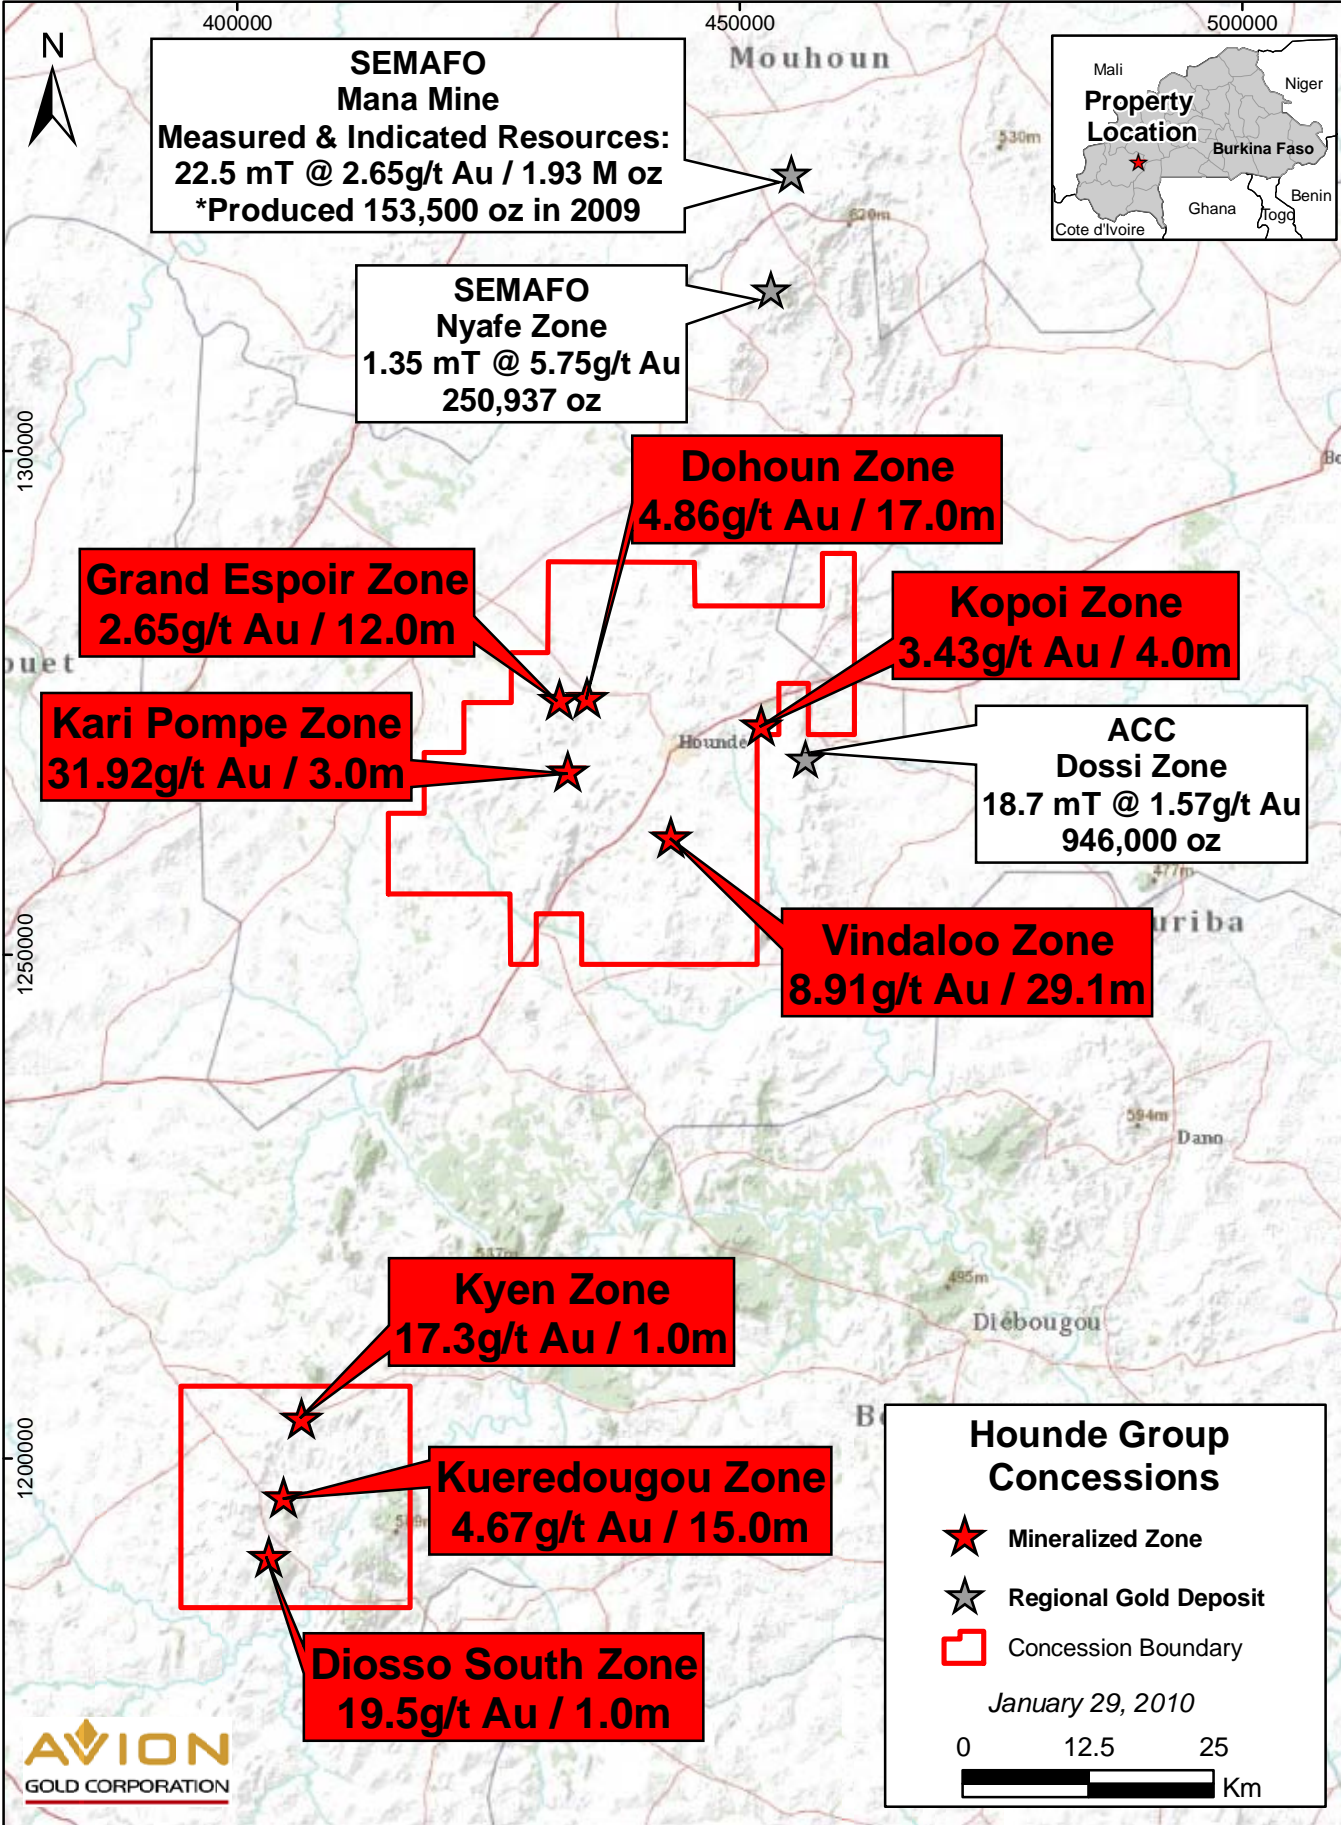 400000
450000
500000
N
SEMAFO
Mana Mine
Measured & Indicated Resources:
22.5 mT @ 2.65g/t Au / 1.93 M oz
*Produced 153,500 oz in 2009
Mouhoun
530m
820m
Mali
Niger
Property
Location
Burkina Faso
Benin
Ghana
Togo
Cote d'Ivoire
SEMAFO
Nyafe Zone
1.35 mT @ 5.75g/t Au
250,937 oz
1300000
Dohoun Zone
4.86g/t Au / 17.0m
Grand Espoir Zone
2.65g/t Au / 12.0m
Kopoi Zone
3.43g/t Au / 4.0m
ouet
Kari Pompe Zone
31.92g/t Au / 3.0m
Houndé
ACC
Dossi Zone
18.7 mT @ 1.57g/t Au
946,000 oz
477m
uriba
Vindaloo Zone
8.91g/t Au / 29.1m
1250000
594m
Dano
537m
495m
Diébougou
Kyen Zone
17.3g/t Au / 1.0m
1200000
Kueredougou Zone
4.67g/t Au / 15.0m
Diosso South Zone
19.5g/t Au / 1.0m
Hounde Group
Concessions
Mineralized Zone
Regional Gold Deposit
Concession Boundary
January 29, 2010
0 12.5 25
Km
AVION
GOLD CORPORATION